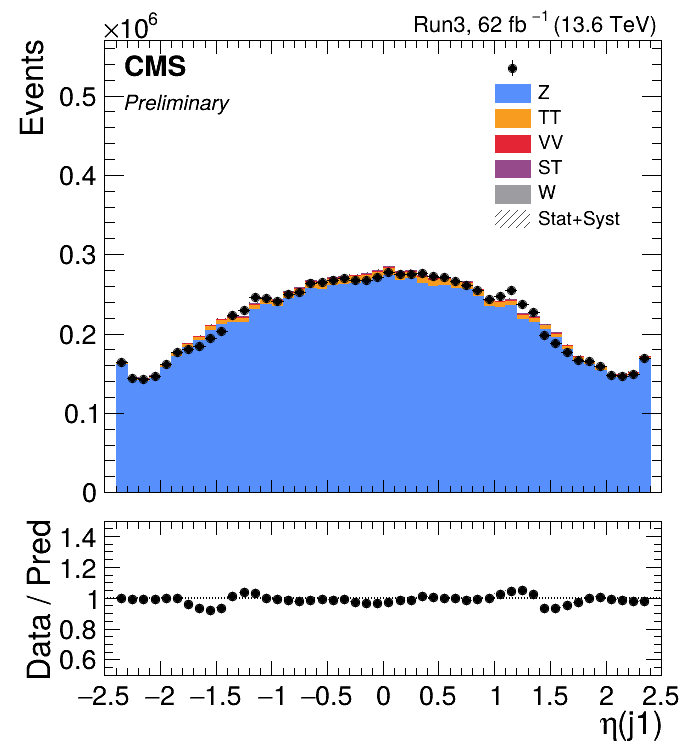 ×10⁶
Run3, 62 fb ⁻¹ (13.6 TeV)
Events
CMS
Preliminary
Z
TT
VV
ST
W
Stat+Syst
0.5
0.4
0.3
0.2
0.1
0
Data / Pred
1.4
1.2
1
0.8
0.6
−2.5 −2 −1.5 −1 −0.5 0 0.5 1 1.5 2 2.5
η(j1)